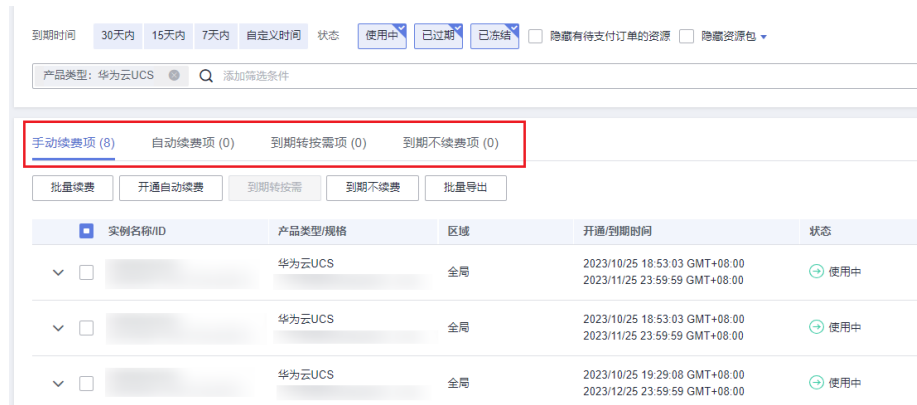 到期时间 30天内 15天内 7天内 自定义时间 状态 使用中 已过期 已冻结 隐藏有待支付订单的资源 隐藏资源包
产品类型：华为云UCS 添加筛选条件
手动续费项 (8) 自动续费项 (0) 到期转按需项 (0) 到期不续费项 (0)
批量续费 开通自动续费 到期转按需 到期不续费 批量导出
实例名称/ID 产品类型/规格 区域 开通/到期时间 状态
华为云UCS 全局 2023/10/25 18:53:03 GMT+08:00 使用中
2023/11/25 23:59:59 GMT+08:00
华为云UCS 全局 2023/10/25 18:53:03 GMT+08:00 使用中
2023/11/25 23:59:59 GMT+08:00
华为云UCS 全局 2023/10/25 19:29:08 GMT+08:00 使用中
2023/12/25 23:59:59 GMT+08:00